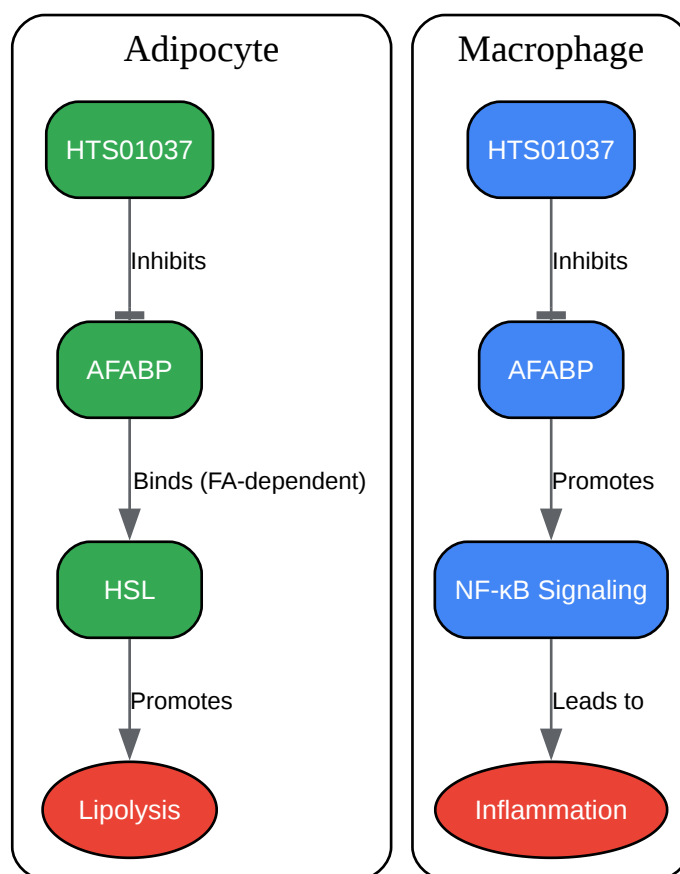 Adipocyte
HTS01037
Inhibits
AFABP
Binds (FA-dependent)
HSL
Promotes
Lipolysis
Macrophage
HTS01037
Inhibits
AFABP
Promotes
NF-κB Signaling
Leads to
Inflammation